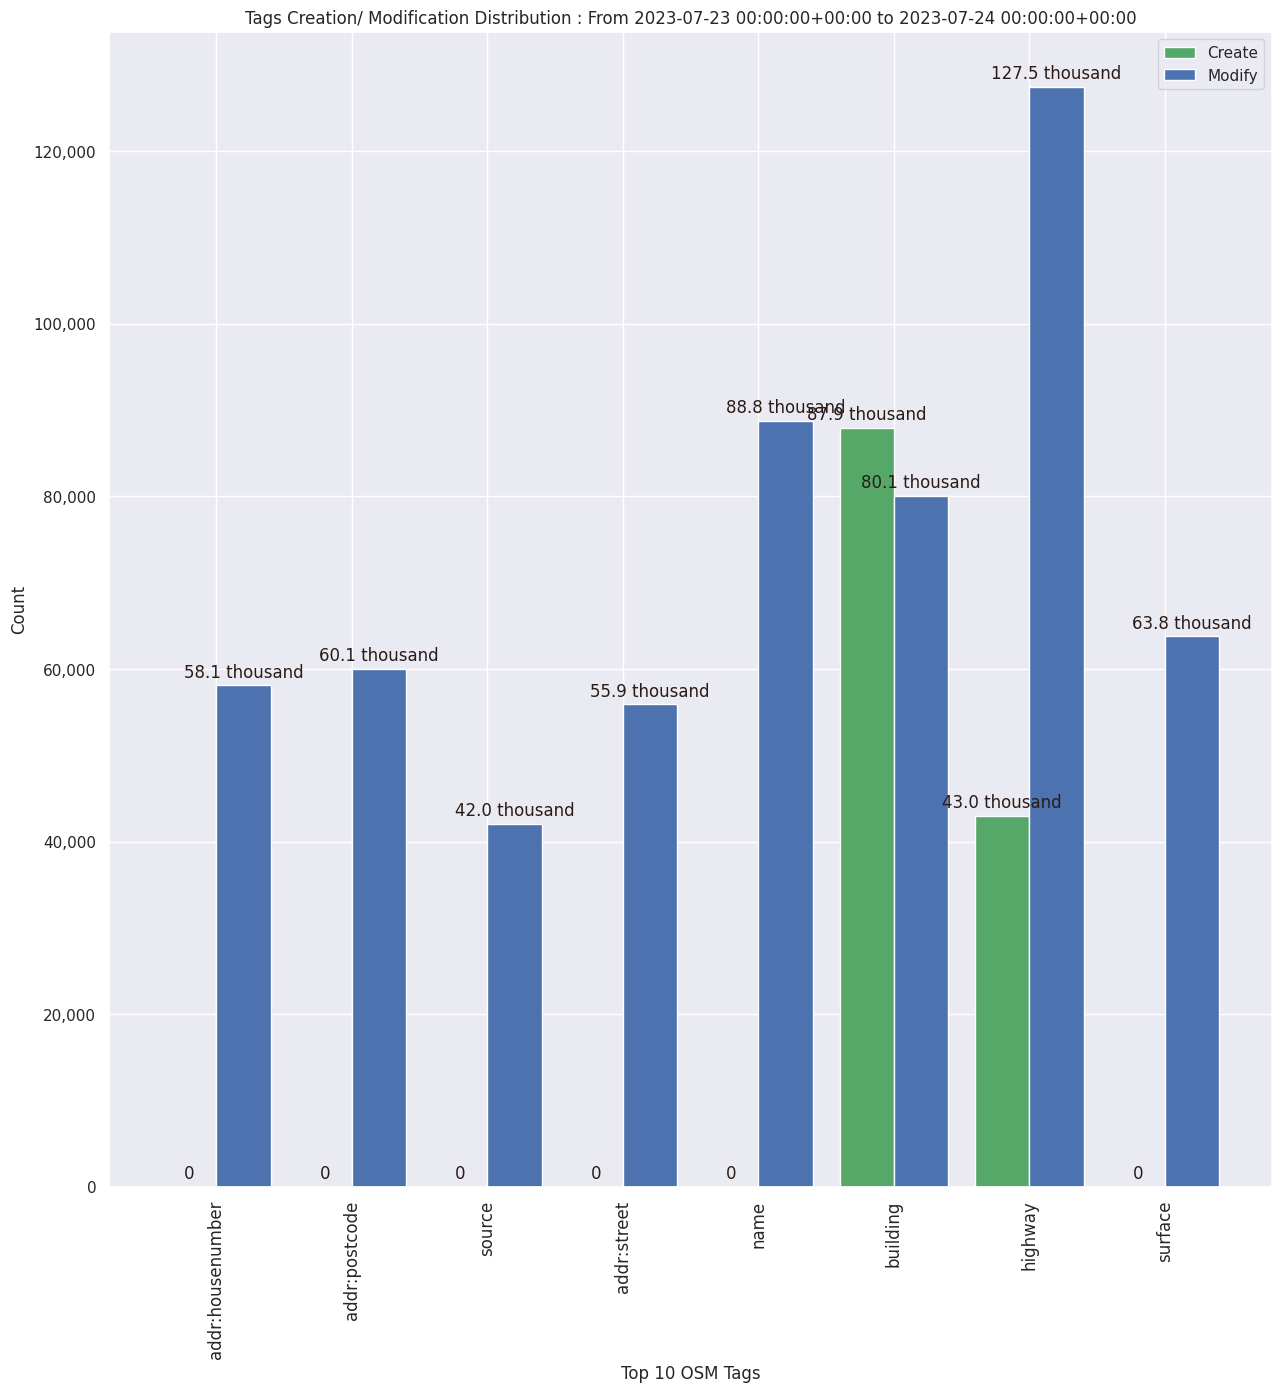 Tags Creation/ Modification Distribution : From 2023-07-23 00:00:00+00:00 to 2023-07-24 00:00:00+00:00
Create
Modify
127.5 thousand
120,000
100,000
88.8 thousand
87.9 thousand
80,000
80.1 thousand
63.8 thousand
60,000
60.1 thousand
58.1 thousand
55.9 thousand
43.0 thousand
42.0 thousand
40,000
20,000
0
0
0
0
0
0
0
Count
addr:housenumber
addr:postcode
source
addr:street
name
building
highway
surface
Top 10 OSM Tags